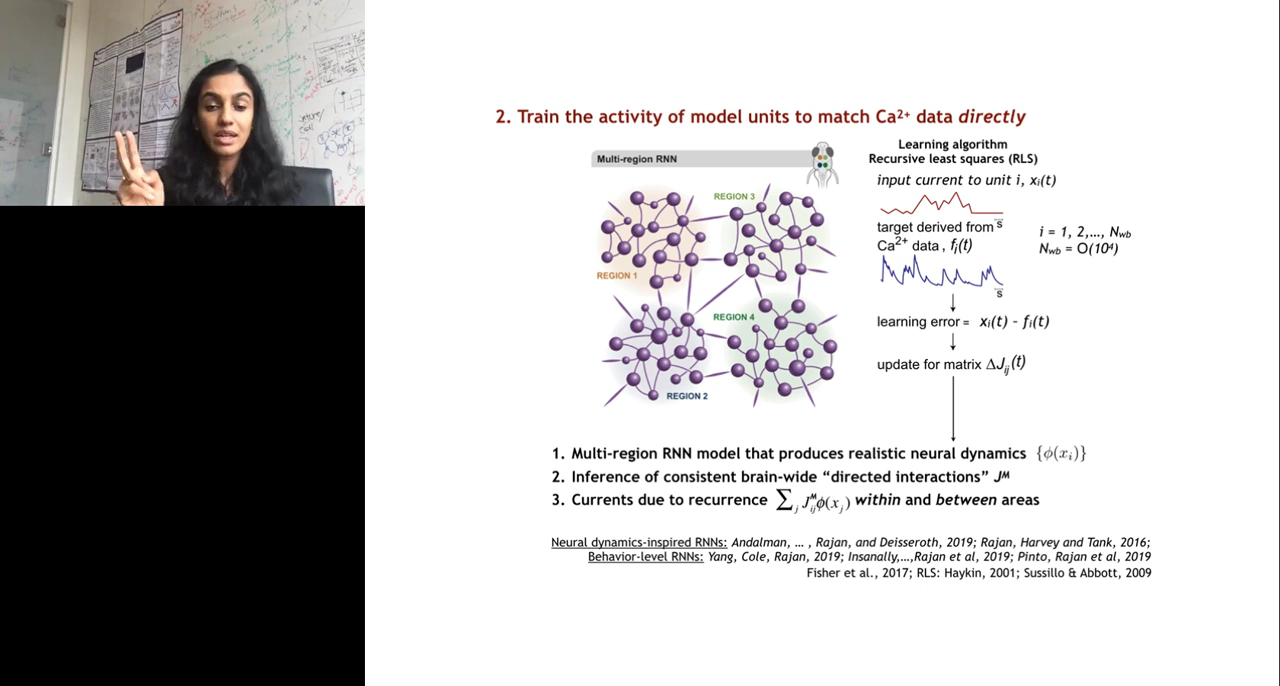 2. Train the activity of model units to match Ca²⁺ data directly
Multi-region RNN
REGION 3
REGION 1
REGION 4
REGION 2
Learning algorithm
Recursive least squares (RLS)
input current to unit i, xᵢ(t)
s
target derived from
Ca²⁺ data , fᵢ(t)
s
i = 1, 2,..., Nwb
Nwb = O(10⁴)
learning error = xᵢ(t) - fᵢ(t)
update for matrix ΔJᵢⱼ(t)
1. Multi-region RNN model that produces realistic neural dynamics {ϕ(xᵢ)}
2. Inference of consistent brain-wide “directed interactions” Jᴹ
3. Currents due to recurrence ∑ⱼ Jᴹᵢⱼϕ(xⱼ) within and between areas
Neural dynamics-inspired RNNs: Andalman, ... , Rajan, and Deisseroth, 2019; Rajan, Harvey and Tank, 2016;
Behavior-level RNNs: Yang, Cole, Rajan, 2019; Insanally,...,Rajan et al, 2019; Pinto, Rajan et al, 2019
Fisher et al., 2017; RLS: Haykin, 2001; Sussillo & Abbott, 2009